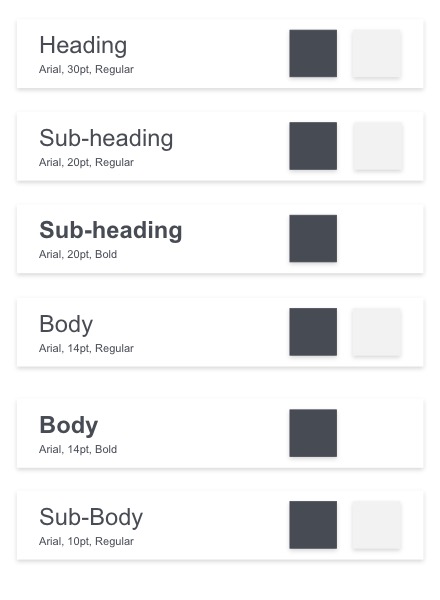 Heading
Arial, 30pt, Regular
Sub-heading
Arial, 20pt, Regular
Sub-heading
Arial, 20pt, Bold
Body
Arial, 14pt, Regular
Body
Arial, 14pt, Bold
Sub-Body
Arial, 10pt, Regular